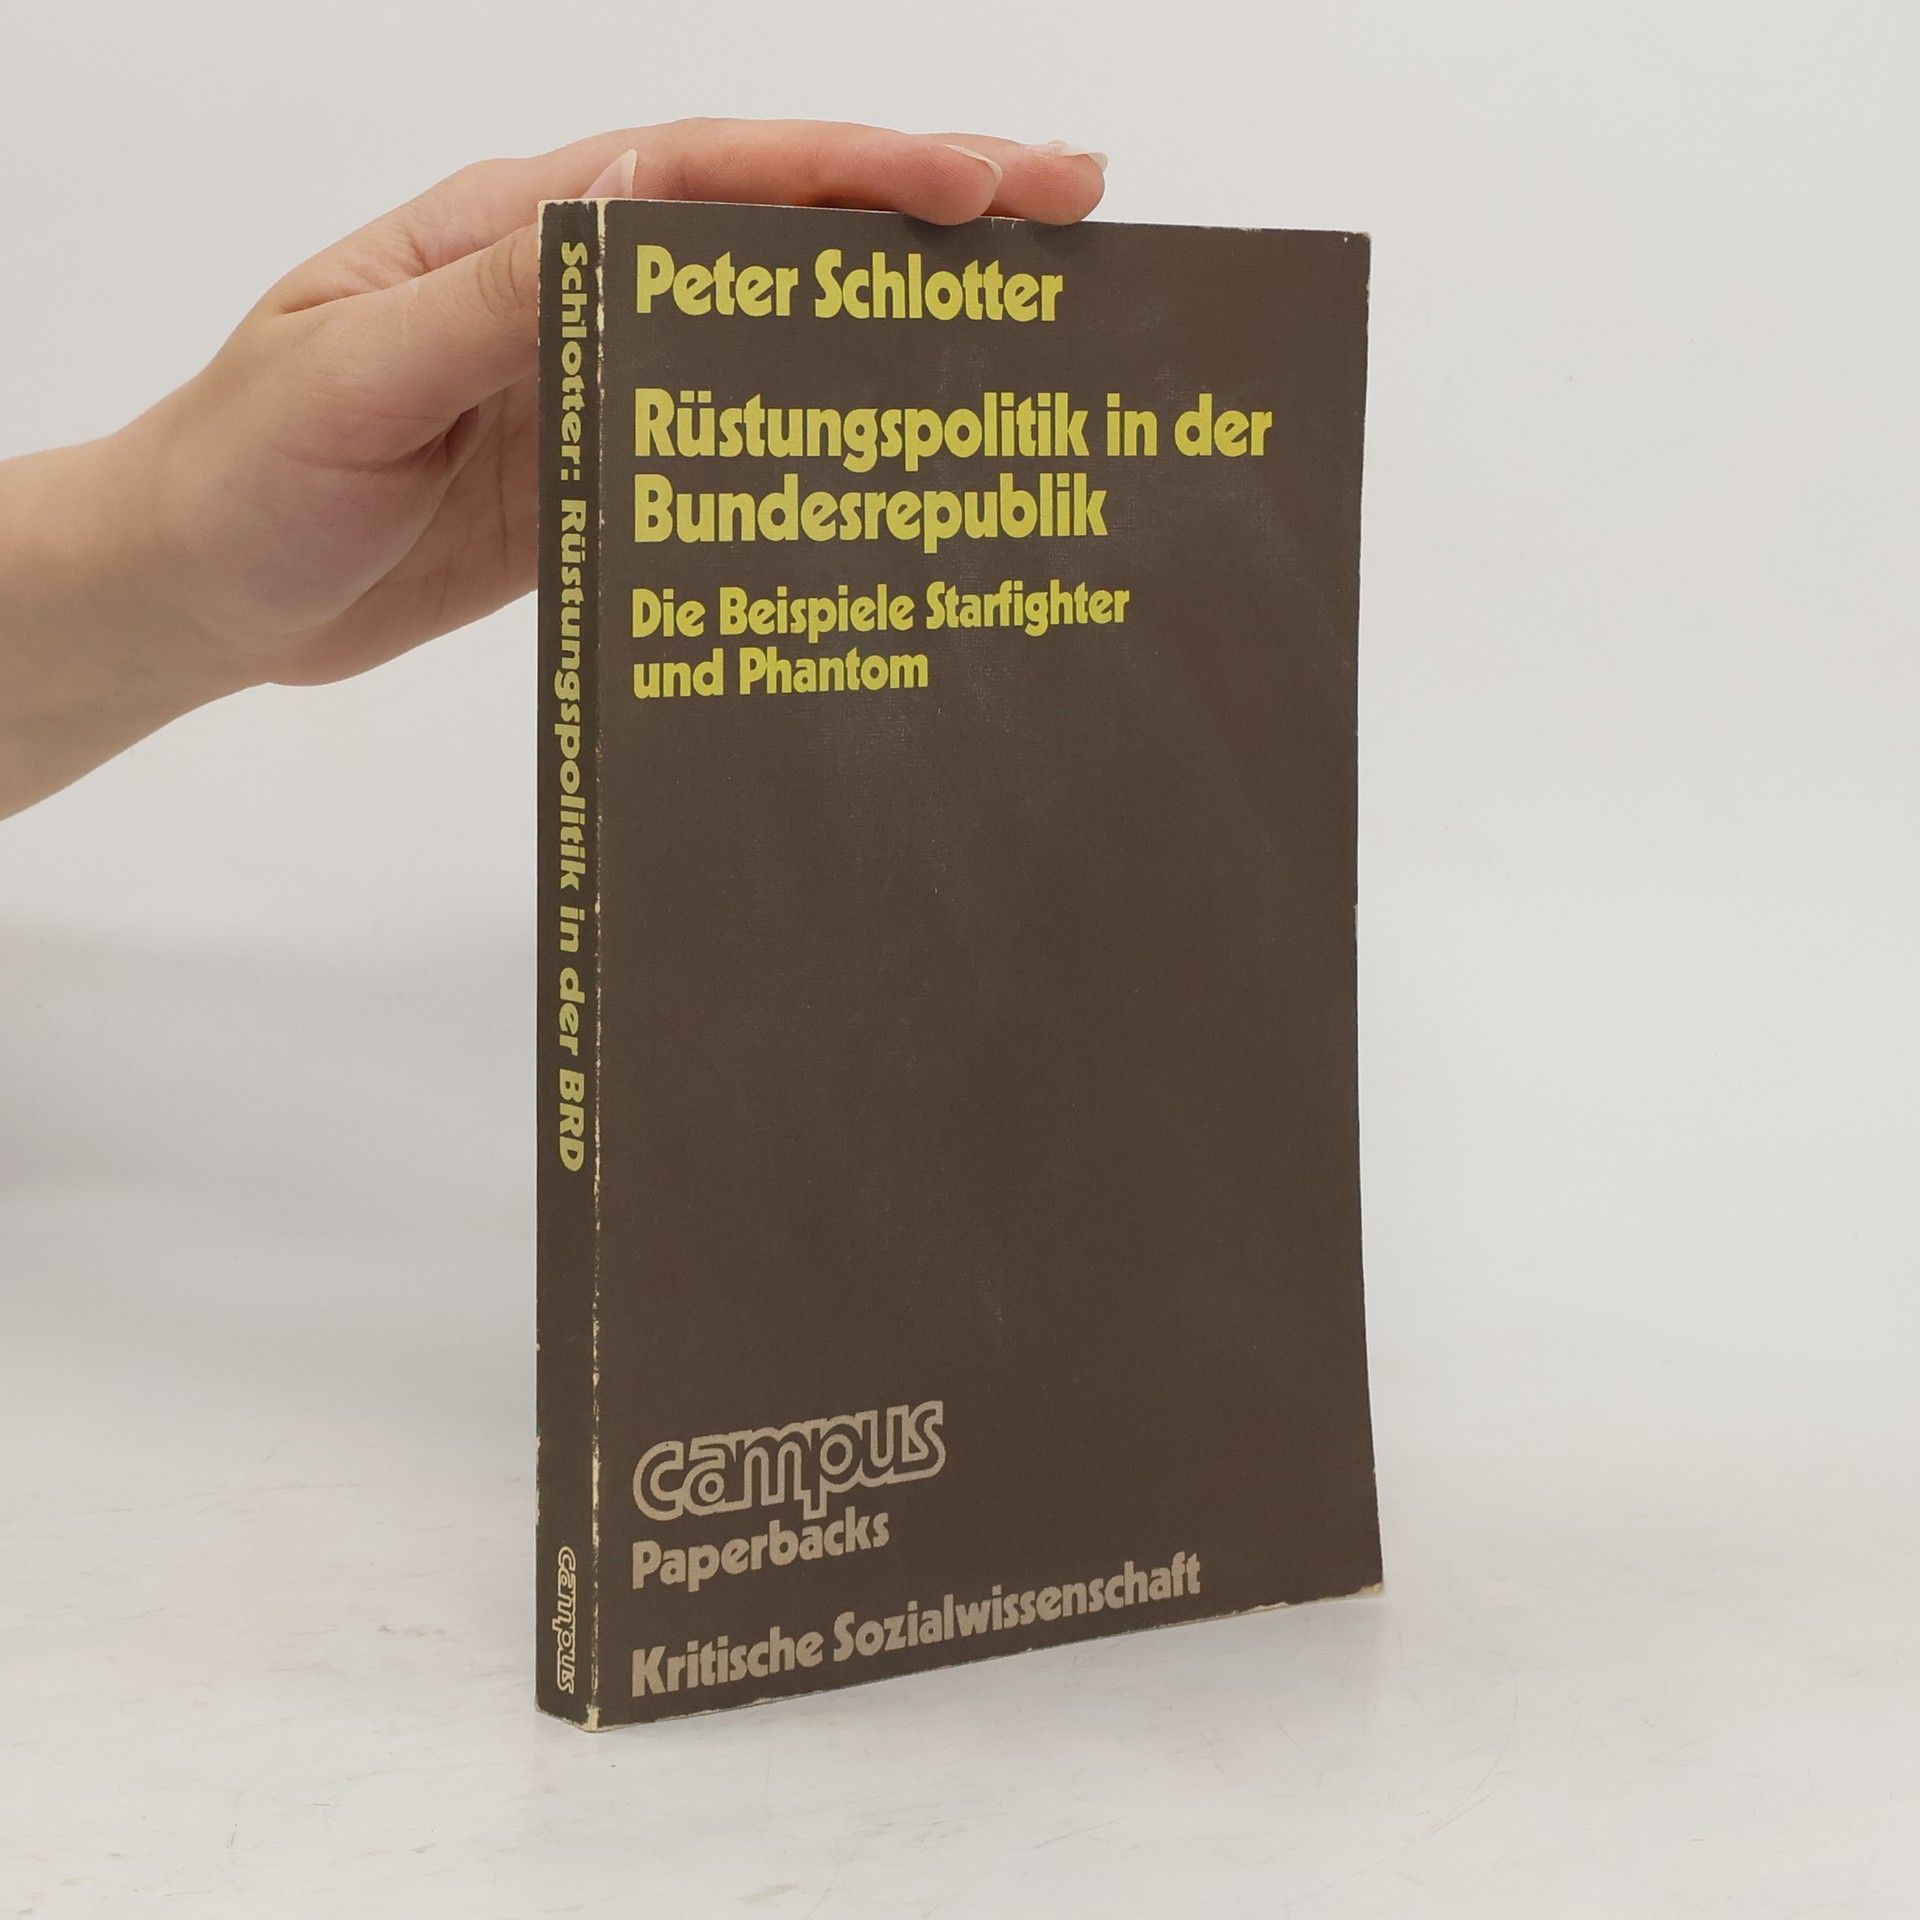 Peter Schlotter
Rüstungspolitik in der
Bundesrepublik
Die Beispiele Starfighter
und Phantom
campus
Paperbacks
Kritische Sozialwissenschaft
Schlotter: Rüstungspolitik in der BRD
campus